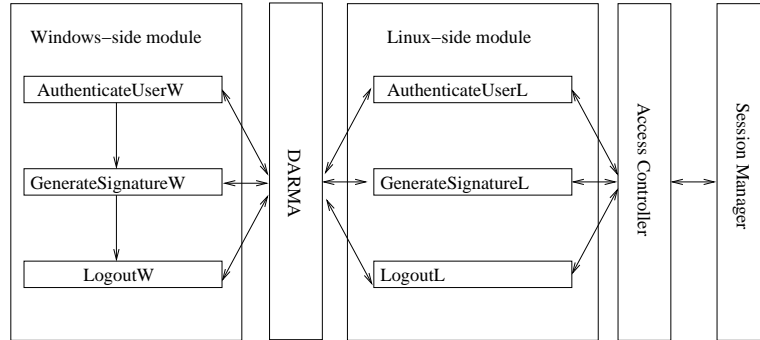 Windows−side module
AuthenticateUserW
GenerateSignatureW
LogoutW
DARMA
Linux−side module
AuthenticateUserL
GenerateSignatureL
LogoutL
Access Controller
Session Manager